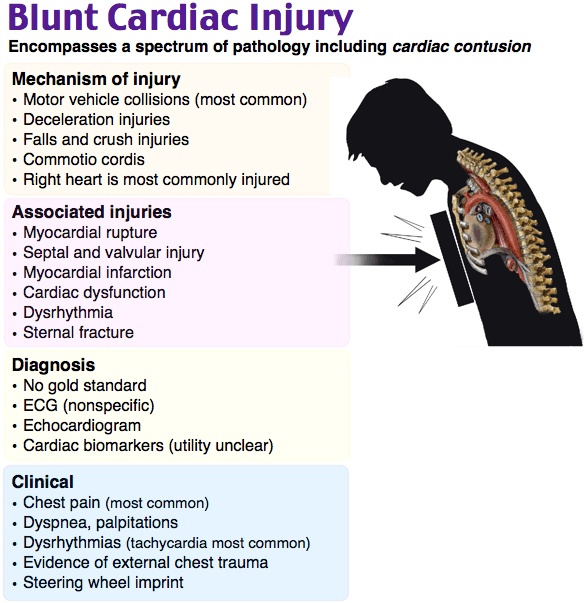 Blunt Cardiac Injury
Encompasses a spectrum of pathology including cardiac contusion
Mechanism of injury
• Motor vehicle collisions (most common)
• Deceleration injuries
• Falls and crush injuries
• Commotio cordis
• Right heart is most commonly injured
Associated injuries
• Myocardial rupture
• Septal and valvular injury
• Myocardial infarction
• Cardiac dysfunction
• Dysrhythmia
• Sternal fracture
Diagnosis
• No gold standard
• ECG (nonspecific)
• Echocardiogram
• Cardiac biomarkers (utility unclear)
Clinical
• Chest pain (most common)
• Dyspnea, palpitations
• Dysrhythmias (tachycardia most common)
• Evidence of external chest trauma
• Steering wheel imprint